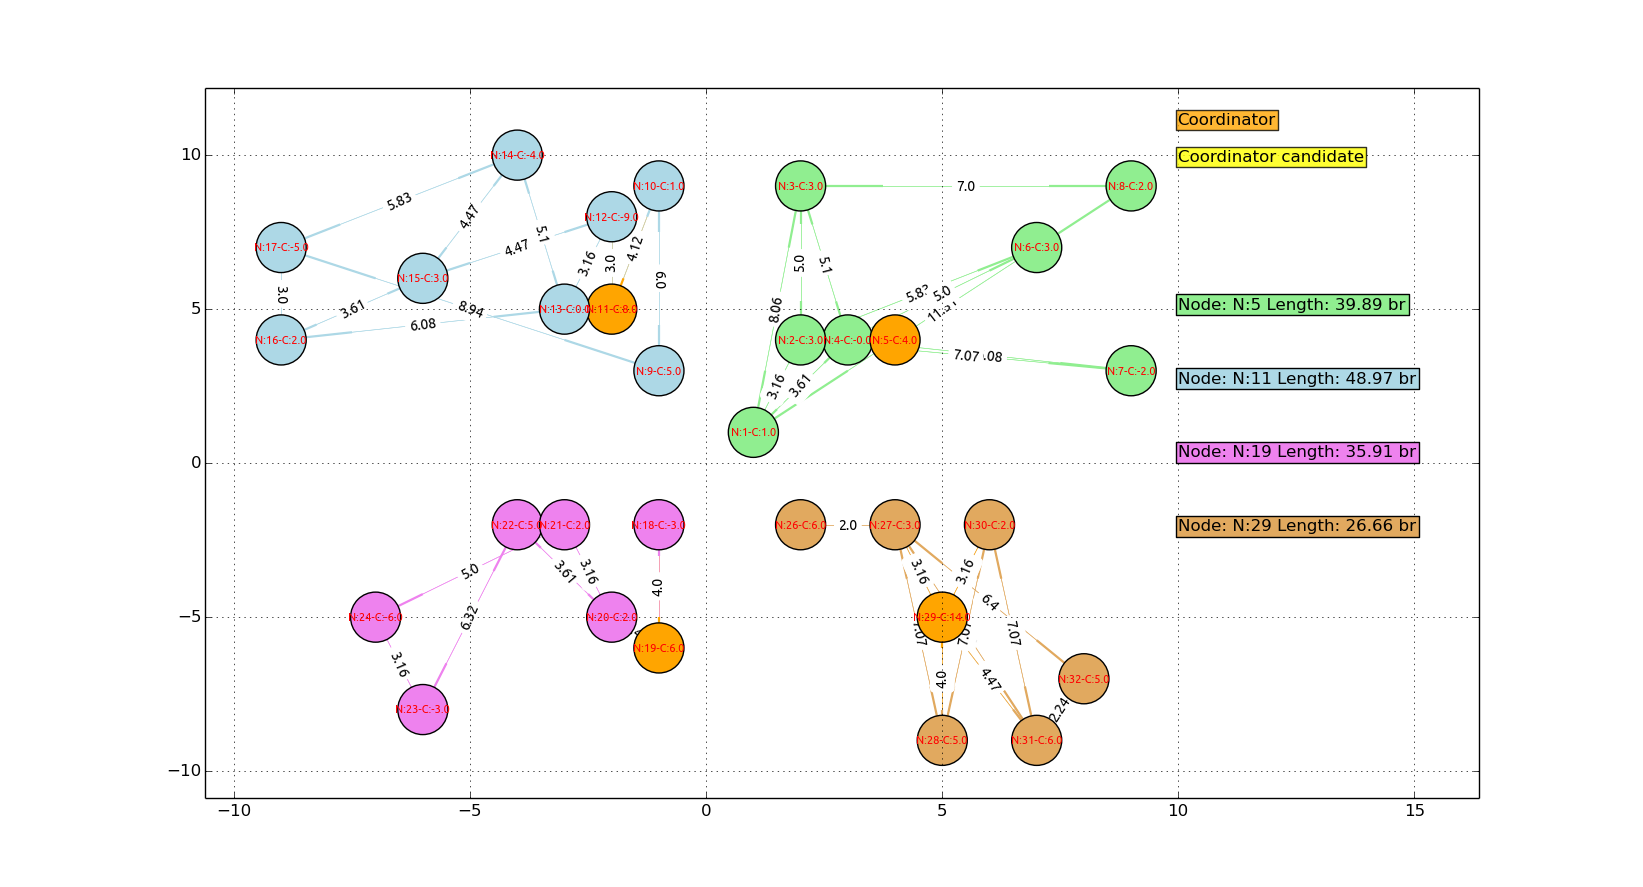 Coordinator
10
N:14-C:-4.0
Coordinator candidate
N:10-C:1.0
N:3-C:3.0
7.0
N:8-C:2.0
5.83
4.47
N:12-C:-9.0
5.1
4.47
4.12
N:17-C:-5.0
N:6-C:3.0
3.16
3.0
5.0
5.1
N:15-C:3.0
6.0
3.0
5.0
Node: N:5 Length: 39.89 br
5
3.61
8.94
N:13-C:0.0
N:11-C:8.0
8.06
6.08
N:16-C:2.0
N:2-C:3.0
N:4-C:-0.0
N:5-C:4.0
7.07
.08
N:9-C:5.0
N:7-C:-2.0
Node: N:11 Length: 48.97 br
3.16
3.61
N:1-C:1.0
Node: N:19 Length: 35.91 br
0
N:22-C:5.0
N:21-C:2.0
N:18-C:-3.0
N:26-C:6.0
2.0
N:27-C:3.0
N:30-C:2.0
Node: N:29 Length: 26.66 br
5.0
3.61
3.16
4.0
3.16
3.16
6.4
−5
N:24-C:-6.0
6.32
N:20-C:2.0
N:29-C:14.0
7.07
N:19-C:6.0
3.16
4.0
4.47
N:32-C:5.0
N:23-C:-3.0
2.24
N:28-C:5.0
N:31-C:6.0
−10
−10
−5
0
5
10
15